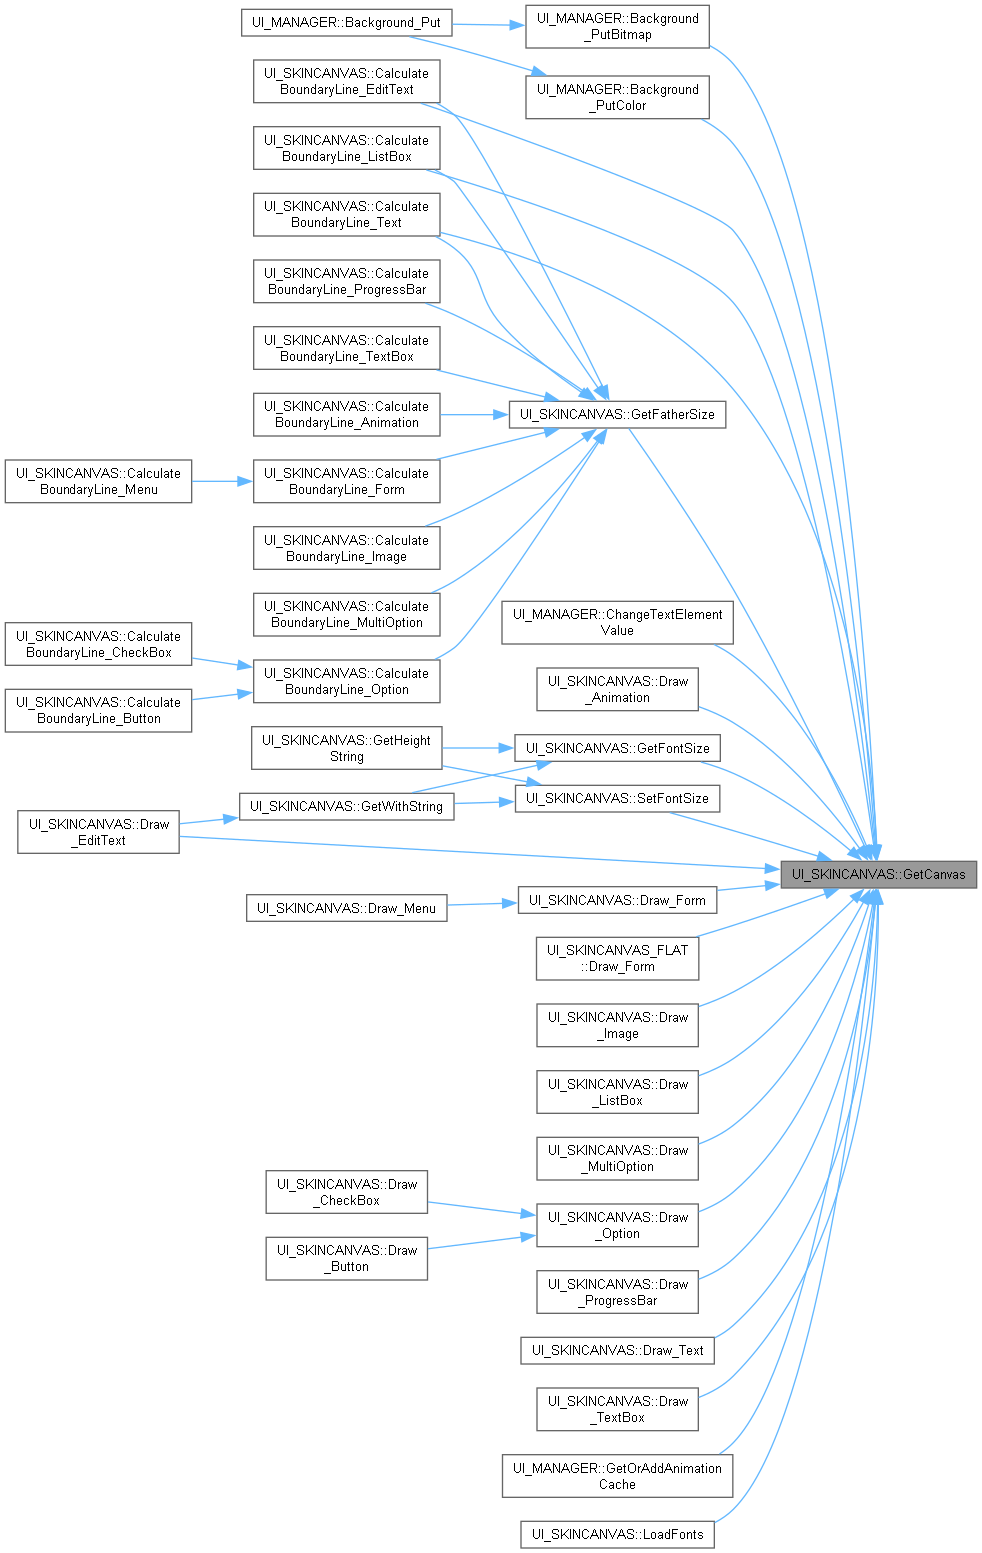 UI_MANAGER::Background_Put
UI_MANAGER::Background
_PutBitmap
UI_SKINCANVAS::Calculate
BoundaryLine_EditText
UI_MANAGER::Background
_PutColor
UI_SKINCANVAS::Calculate
BoundaryLine_ListBox
UI_SKINCANVAS::Calculate
BoundaryLine_Text
UI_SKINCANVAS::Calculate
BoundaryLine_ProgressBar
UI_SKINCANVAS::Calculate
BoundaryLine_TextBox
UI_SKINCANVAS::Calculate
BoundaryLine_Animation
UI_SKINCANVAS::GetFatherSize
UI_SKINCANVAS::Calculate
BoundaryLine_Menu
UI_SKINCANVAS::Calculate
BoundaryLine_Form
UI_SKINCANVAS::Calculate
BoundaryLine_Image
UI_SKINCANVAS::Calculate
BoundaryLine_MultiOption
UI_MANAGER::ChangeTextElement
Value
UI_SKINCANVAS::Calculate
BoundaryLine_CheckBox
UI_SKINCANVAS::Calculate
BoundaryLine_Option
UI_SKINCANVAS::Calculate
BoundaryLine_Button
UI_SKINCANVAS::Draw
_Animation
UI_SKINCANVAS::GetHeight
String
UI_SKINCANVAS::GetFontSize
UI_SKINCANVAS::SetFontSize
UI_SKINCANVAS::GetWithString
UI_SKINCANVAS::Draw
_EditText
UI_SKINCANVAS::GetCanvas
UI_SKINCANVAS::Draw_Menu
UI_SKINCANVAS::Draw_Form
UI_SKINCANVAS_FLAT
::Draw_Form
UI_SKINCANVAS::Draw
_Image
UI_SKINCANVAS::Draw
_ListBox
UI_SKINCANVAS::Draw
_MultiOption
UI_SKINCANVAS::Draw
_CheckBox
UI_SKINCANVAS::Draw
_Option
UI_SKINCANVAS::Draw
_Button
UI_SKINCANVAS::Draw
_ProgressBar
UI_SKINCANVAS::Draw_Text
UI_SKINCANVAS::Draw
_TextBox
UI_MANAGER::GetOrAddAnimation
Cache
UI_SKINCANVAS::LoadFonts